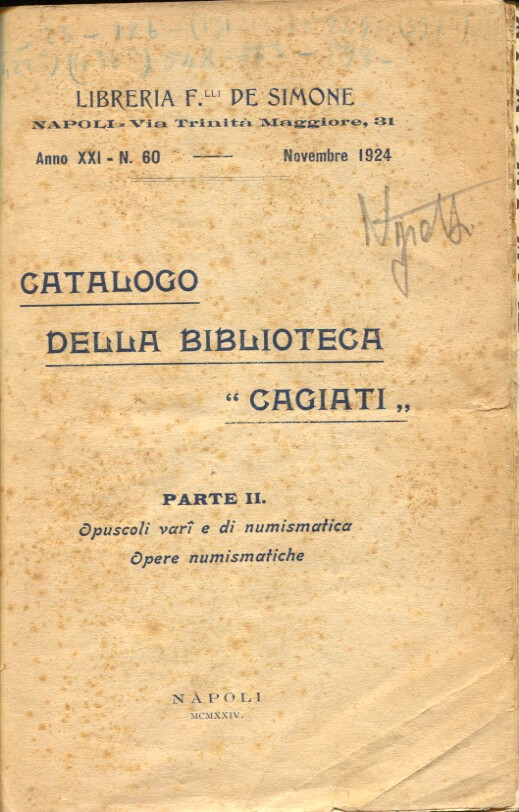 LIBRERIA F.LLI DE SIMONE
NAPOLI - Via Trinità Maggiore, 31
Anno XXI - N. 60 — Novembre 1924
CATALOGO
DELLA BIBLIOTECA
“ CAGIATI „
PARTE II.
Opuscoli varî e di numismatica
Opere numismatiche
NÀPOLI
MCMXXIV.